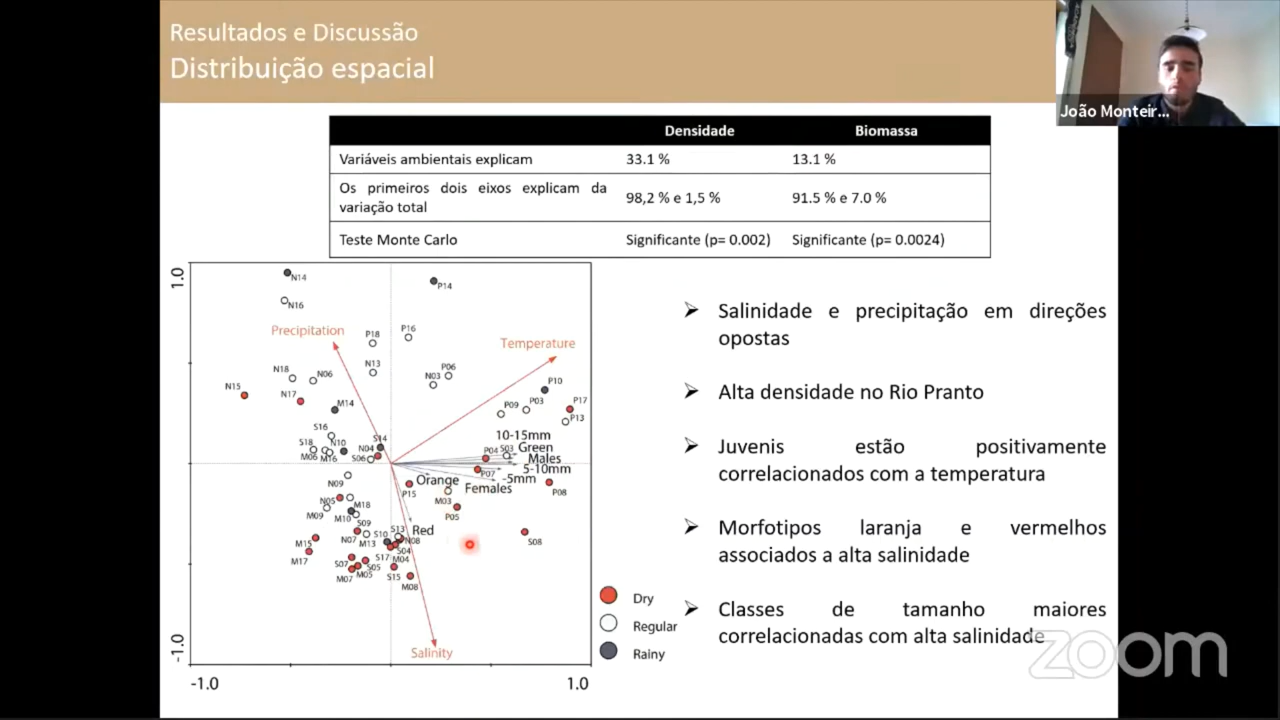 Resultados e Discussão
Distribuição espacial
João Monteir...
Densidade Biomassa
Variáveis ambientais explicam 33.1 % 13.1 %
Os primeiros dois eixos explicam da
variação total 98,2 % e 1,5 % 91.5 % e 7.0 %
Teste Monte Carlo Significante (p= 0.002) Significante (p= 0.0024)
1.0
N14
P14
N16
Precipitation
P18
P16
Temperature
N18
N06
N13
N03
P06
P10
N15
N17
M14
P09
P03
P17
P13
S16
S14
10-15mm
S18
N10
N04
P04
S03
Green
M06
M16
S06
Males
P07
5-10mm
N09
Orange
-5mm
P08
P15
M03
Females
N05
M18
P05
M09
M10
S09
S13
Red
M15
N07
M13
S10
N08
S08
M17
S17
S04
S07
S05
M04
M07
M05
S15
M08
Salinity
-1.0
-1.0
1.0
Dry
Regular
Rainy
➢ Salinidade e precipitação em direções
opostas
➢ Alta densidade no Rio Pranto
➢ Juvenis estão positivamente
correlacionados com a temperatura
➢ Morfotipos laranja e vermelhos
associados a alta salinidade
➢ Classes de tamanho maiores
correlacionadas com alta salinidade
zoom